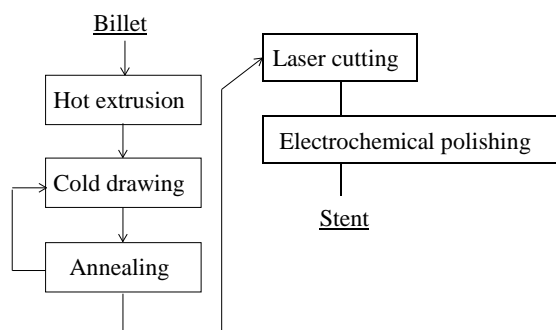 Billet
Hot extrusion
Cold drawing
Annealing
Laser cutting
Electrochemical polishing
Stent